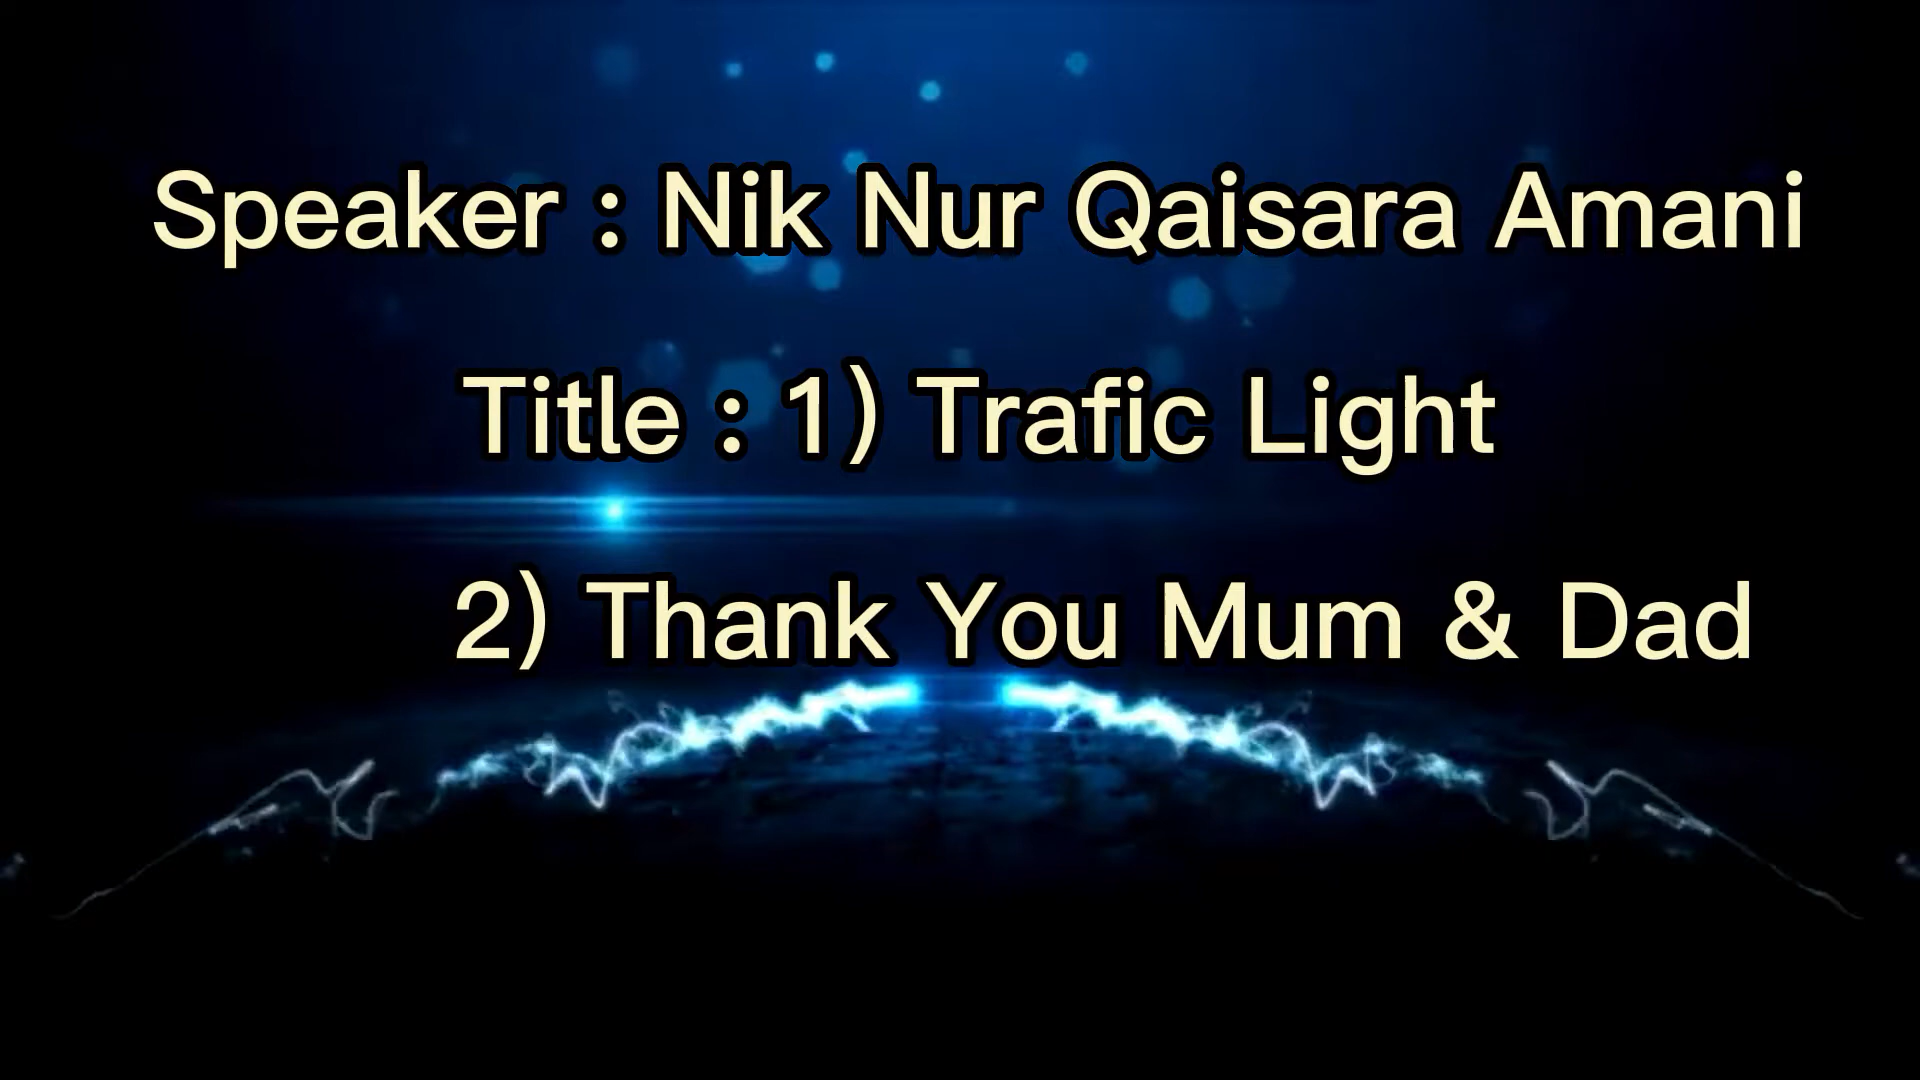 Speaker : Nik Nur Qaisara Amani
Title : 1) Trafic Light
2) Thank You Mum & Dad